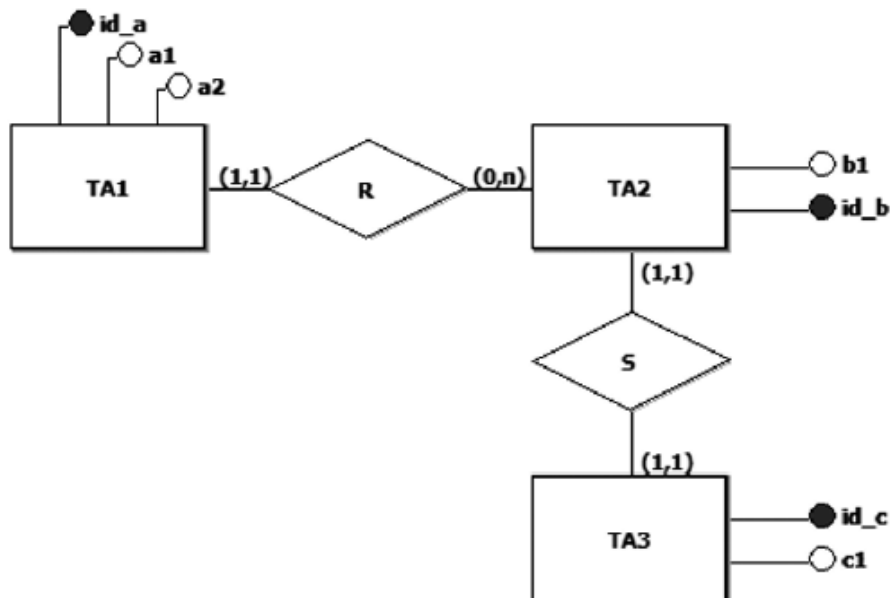 id_a
a1
a2
TA1
(1,1)
R
(0,n)
TA2
b1
id_b
(1,1)
S
(1,1)
TA3
id_c
c1